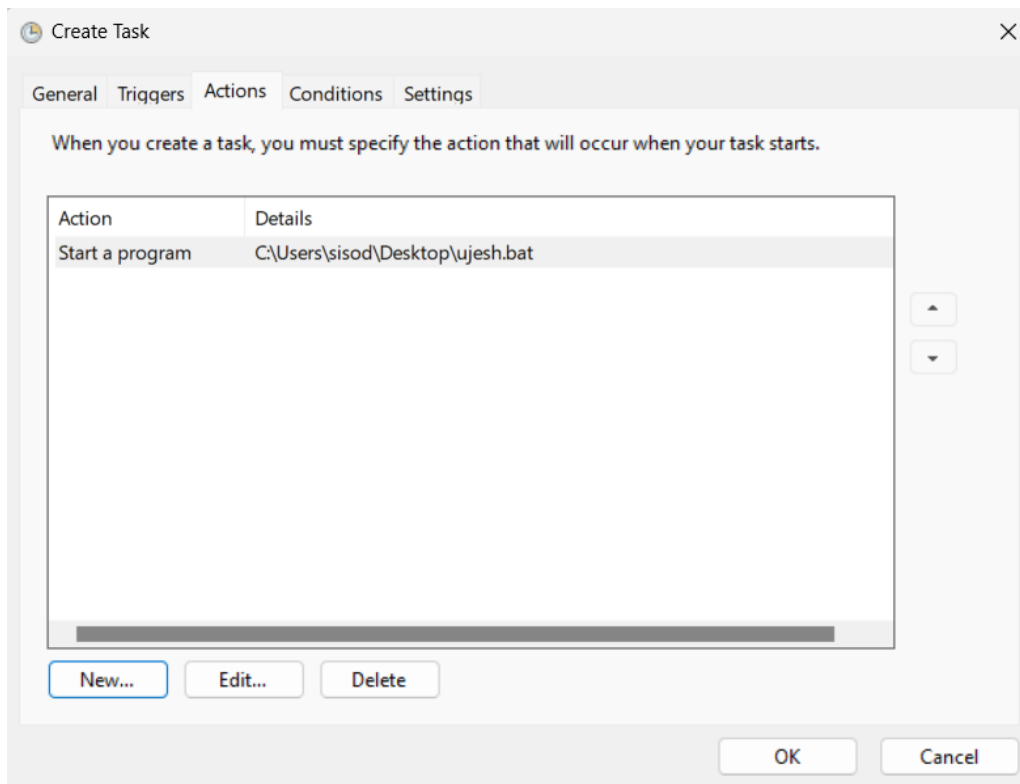 Create Task
General Triggers Actions Conditions Settings
When you create a task, you must specify the action that will occur when your task starts.
Action Details
Start a program C:\Users\sisod\Desktop\ujesh.bat
New... Edit... Delete
OK Cancel